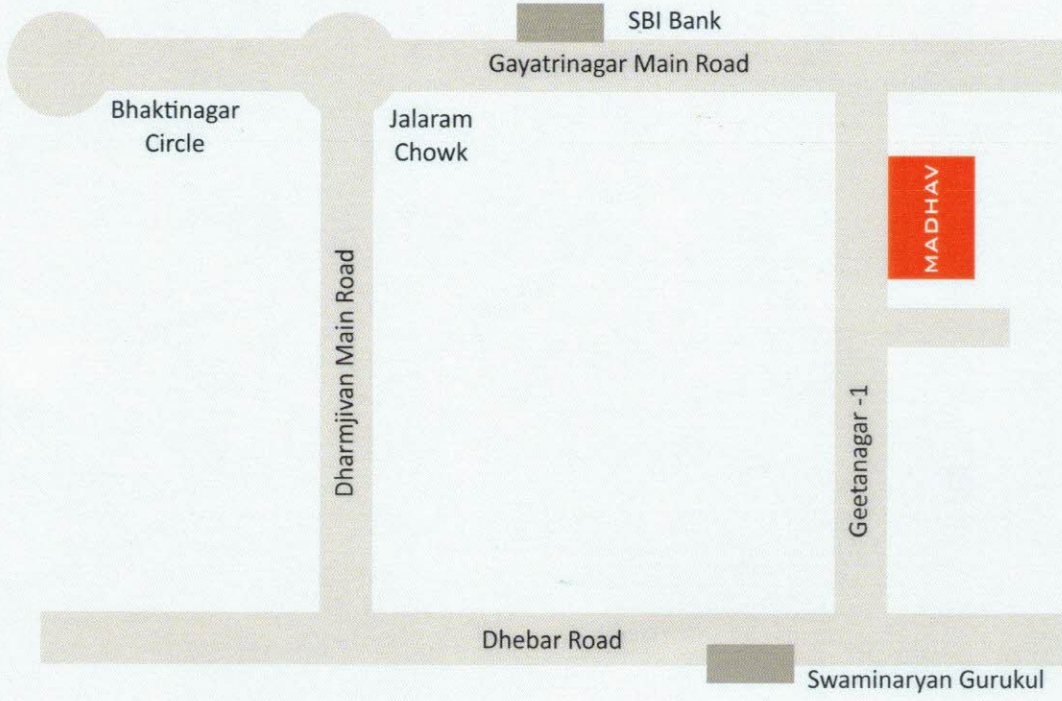 SBI Bank
Gayatrinagar Main Road
Bhaktinagar
Circle
Jalaram
Chowk
MADHAV
Dharmjivan Main Road
Geetanagar -1
Dhebar Road
Swaminaryan Gurukul